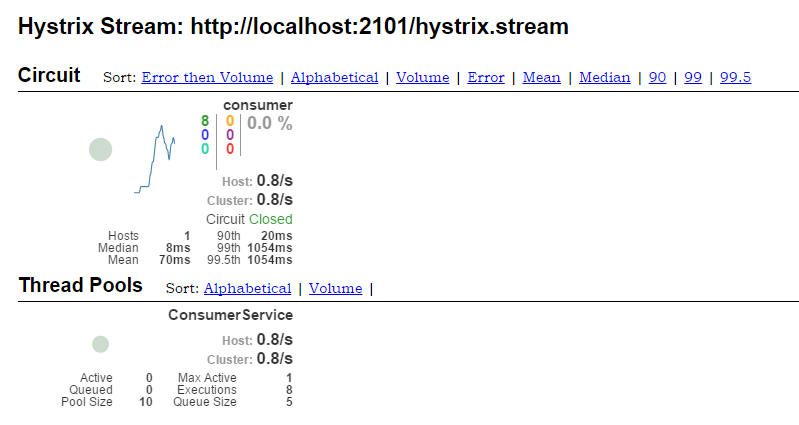 Hystrix Stream: http://localhost:2101/hystrix.stream
Circuit Sort: Error then Volume | Alphabetical | Volume | Error | Mean | Median | 90 | 99 | 99.5
consumer
8 0 0.0 %
0 0
0 0
Host: 0.8/s
Cluster: 0.8/s
Circuit Closed
Hosts 1 90th 20ms
Median 8ms 99th 1054ms
Mean 70ms 99.5th 1054ms
Thread Pools Sort: Alphabetical | Volume |
ConsumerService
Host: 0.8/s
Cluster: 0.8/s
Active 0 Max Active 1
Queued 0 Executions 8
Pool Size 10 Queue Size 5